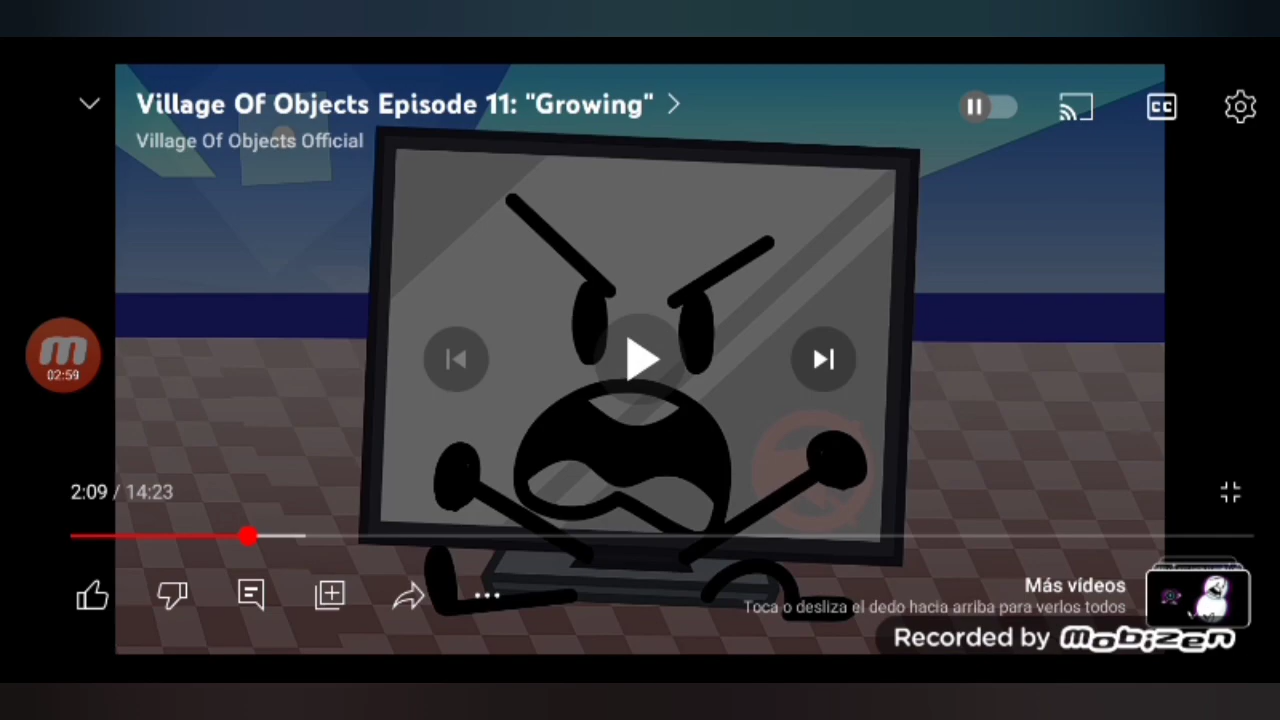 Village Of Objects Episode 11: "Growing"
Village Of Objects Official
CC
m
02:59
2:09 / 14:23
Más vídeos
Toca o desliza el dedo hacia arriba para verlos todos
Recorded by mobizen